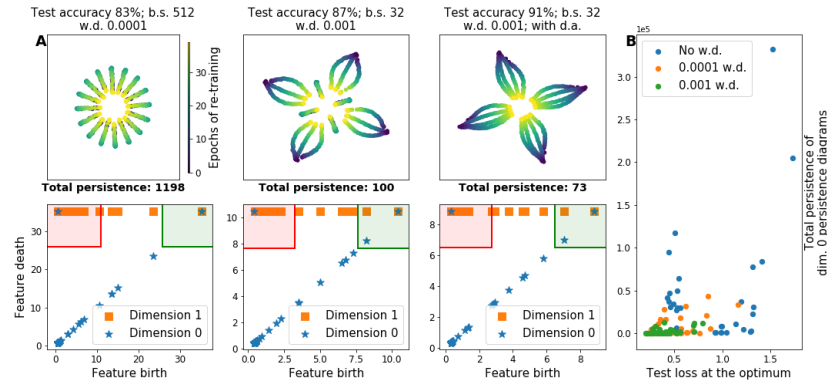 Test accuracy 83%; b.s. 512
w.d. 0.0001
Test accuracy 87%; b.s. 32
w.d. 0.001
Test accuracy 91%; b.s. 32
w.d. 0.001; with d.a.
A
B
30
20
10
0
Epochs of re-training
Total persistence: 1198
Total persistence: 100
Total persistence: 73
Feature death
30
20
10
0
Dimension 1
Dimension 0
0
10
20
30
Feature birth
10
8
6
4
2
0
Dimension 1
Dimension 0
0.0
2.5
5.0
7.5
10.0
Feature birth
8
6
4
2
0
Dimension 1
Dimension 0
0
2
4
6
8
Feature birth
1e5
No w.d.
0.0001 w.d.
0.001 w.d.
3.0
2.5
2.0
1.5
1.0
0.5
0.0
0.5
1.0
1.5
Test loss at the optimum
Total persistence of
dim. 0 persistence diagrams